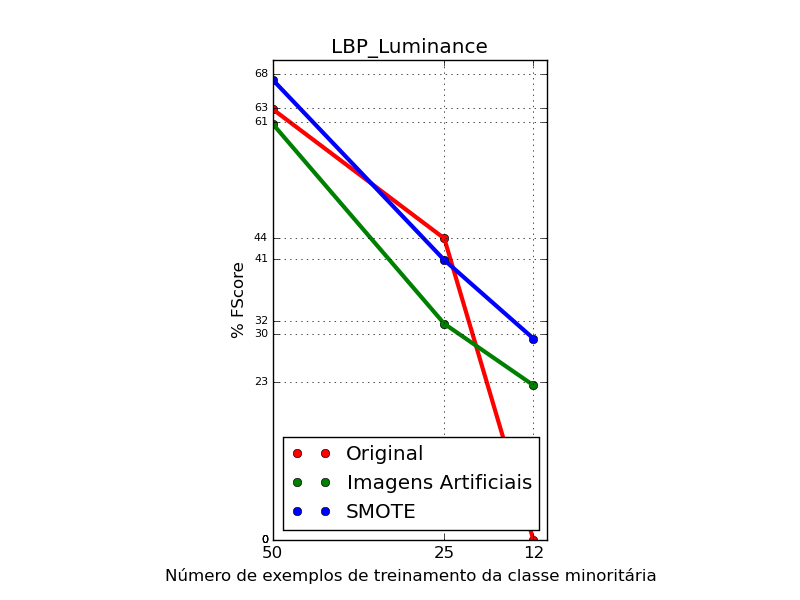 LBP_Luminance
68
63
61
44
41
32
30
23
0
% FScore
Original
Imagens Artificiais
SMOTE
50 25 12
Número de exemplos de treinamento da classe minoritária